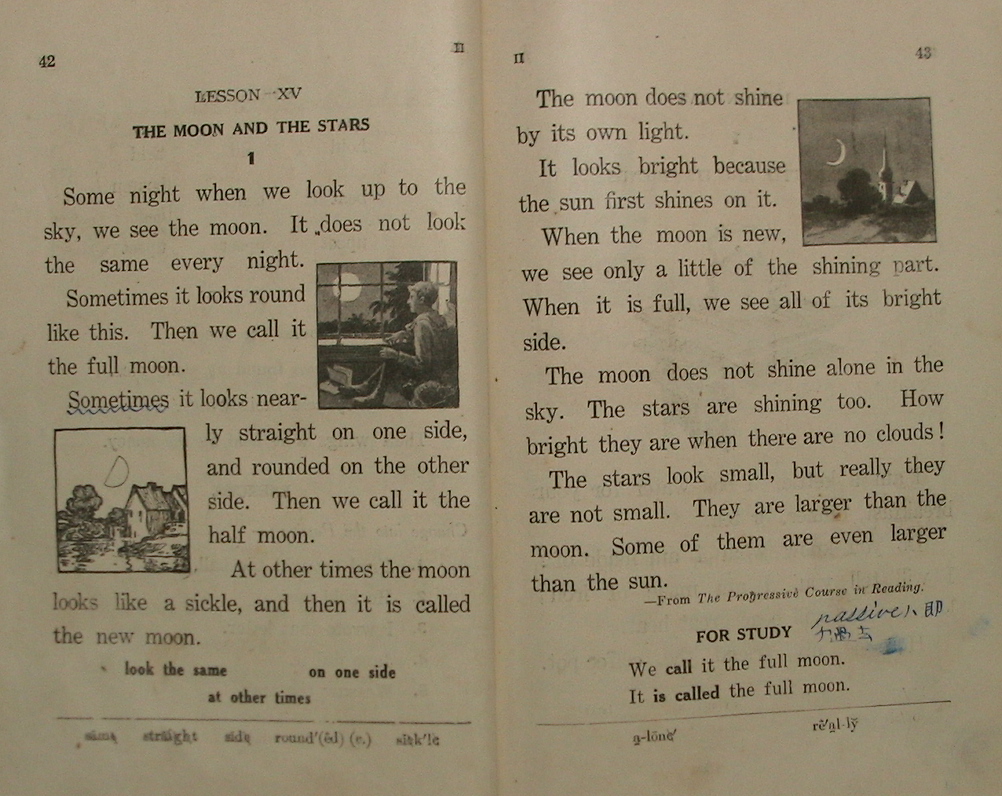 42
II
LESSON XV
THE MOON AND THE STARS
1
Some night when we look up to the
sky, we see the moon. It does not look
the same every night.
Sometimes it looks round
like this. Then we call it
the full moon.
Sometimes it looks near-
ly straight on one side,
and rounded on the other
side. Then we call it the
half moon.
At other times the moon
looks like a sickle, and then it is called
the new moon.
look the same on one side
at other times
same straight side round'(ed) (e.) sick'le
II
43
The moon does not shine
by its own light.
It looks bright because
the sun first shines on it.
When the moon is new,
we see only a little of the shining part.
When it is full, we see all of its bright
side.
The moon does not shine alone in the
sky. The stars are shining too. How
bright they are when there are no clouds!
The stars look small, but really they
are not small. They are larger than the
moon. Some of them are even larger
than the sun.
—From The Progressive Course in Reading.
passive
FOR STUDY
We call it the full moon.
It is called the full moon.
a-lōne' rē'al-lў